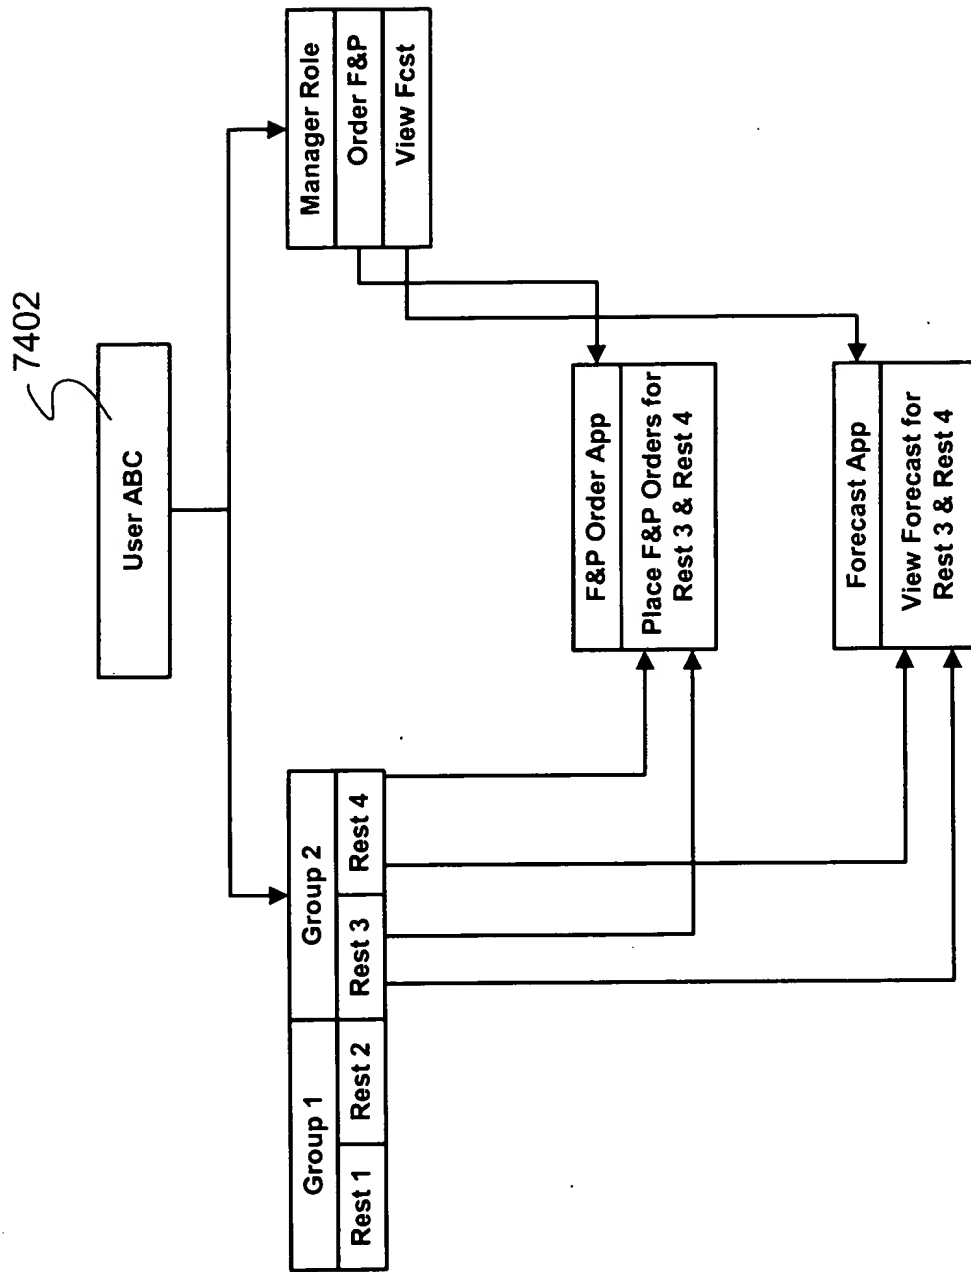 7402
User ABC
Group 1
Group 2
Rest 1
Rest 2
Rest 3
Rest 4
Manager Role
Order F&P
View Fcst
F&P Order App
Place F&P Orders for
Rest 3 & Rest 4
Forecast App
View Forecast for
Rest 3 & Rest 4